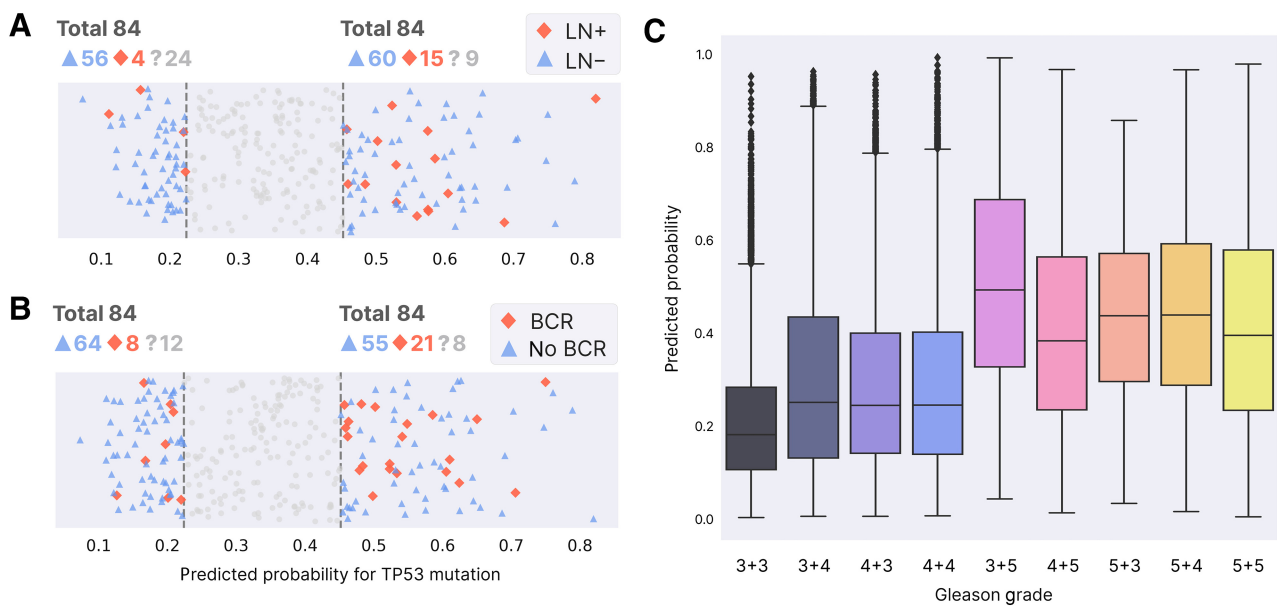 A
Total 84
56 4 ? 24
Total 84
60 15 ? 9
LN+
LN−
0.1 0.2 0.3 0.4 0.5 0.6 0.7 0.8
B
Total 84
64 8 ? 12
Total 84
55 21 ? 8
BCR
No BCR
0.1 0.2 0.3 0.4 0.5 0.6 0.7 0.8
Predicted probability for TP53 mutation
C
Predicted probability
1.0
0.8
0.6
0.4
0.2
0.0
3+3 3+4 4+3 4+4 3+5 4+5 5+3 5+4 5+5
Gleason grade